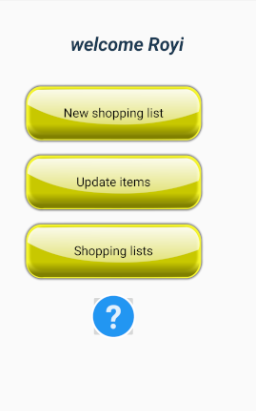 welcome Royi
New shopping list
Update items
Shopping lists
?